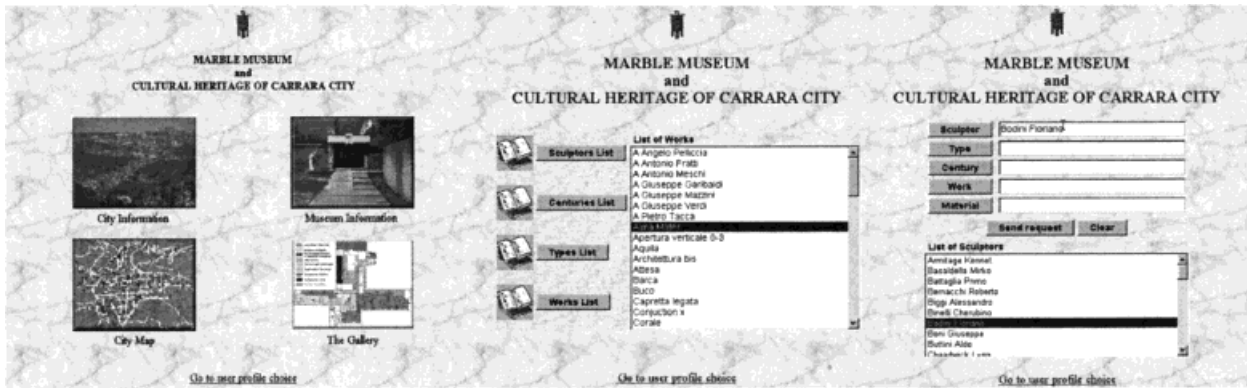 MARBLE MUSEUM
and
CULTURAL HERITAGE OF CARRARA CITY
City Information
Museum Information
City Map
The Gallery
Go to user profile choice
MARBLE MUSEUM
and
CULTURAL HERITAGE OF CARRARA CITY
List of Works
Sculptors List
Centuries List
Types List
Works List
A Angelo Pelliccia
A Antonio Fratti
A Antonio Meschi
A Giuseppe Garibaldi
A Giuseppe Mazzini
A Giuseppe Verdi
A Pietro Tacca
Apertura verticale 0-3
Aquila
Architettura bis
Attesa
Barca
Buco
Capretta legata
Conjuction x
Corale
Go to user profile choice
MARBLE MUSEUM
and
CULTURAL HERITAGE OF CARRARA CITY
Sculptor
Bodini Floriano
Type
Century
Work
Material
Send request
Clear
List of Sculptors
Armitage Kennet
Basaldella Mirko
Battaglia Primo
Bernacchi Roberto
Biggi Alessandro
Binelli Cherubino
Bodini Floriano
Boni Giuseppe
Buttini Aldo
Go to user profile choice